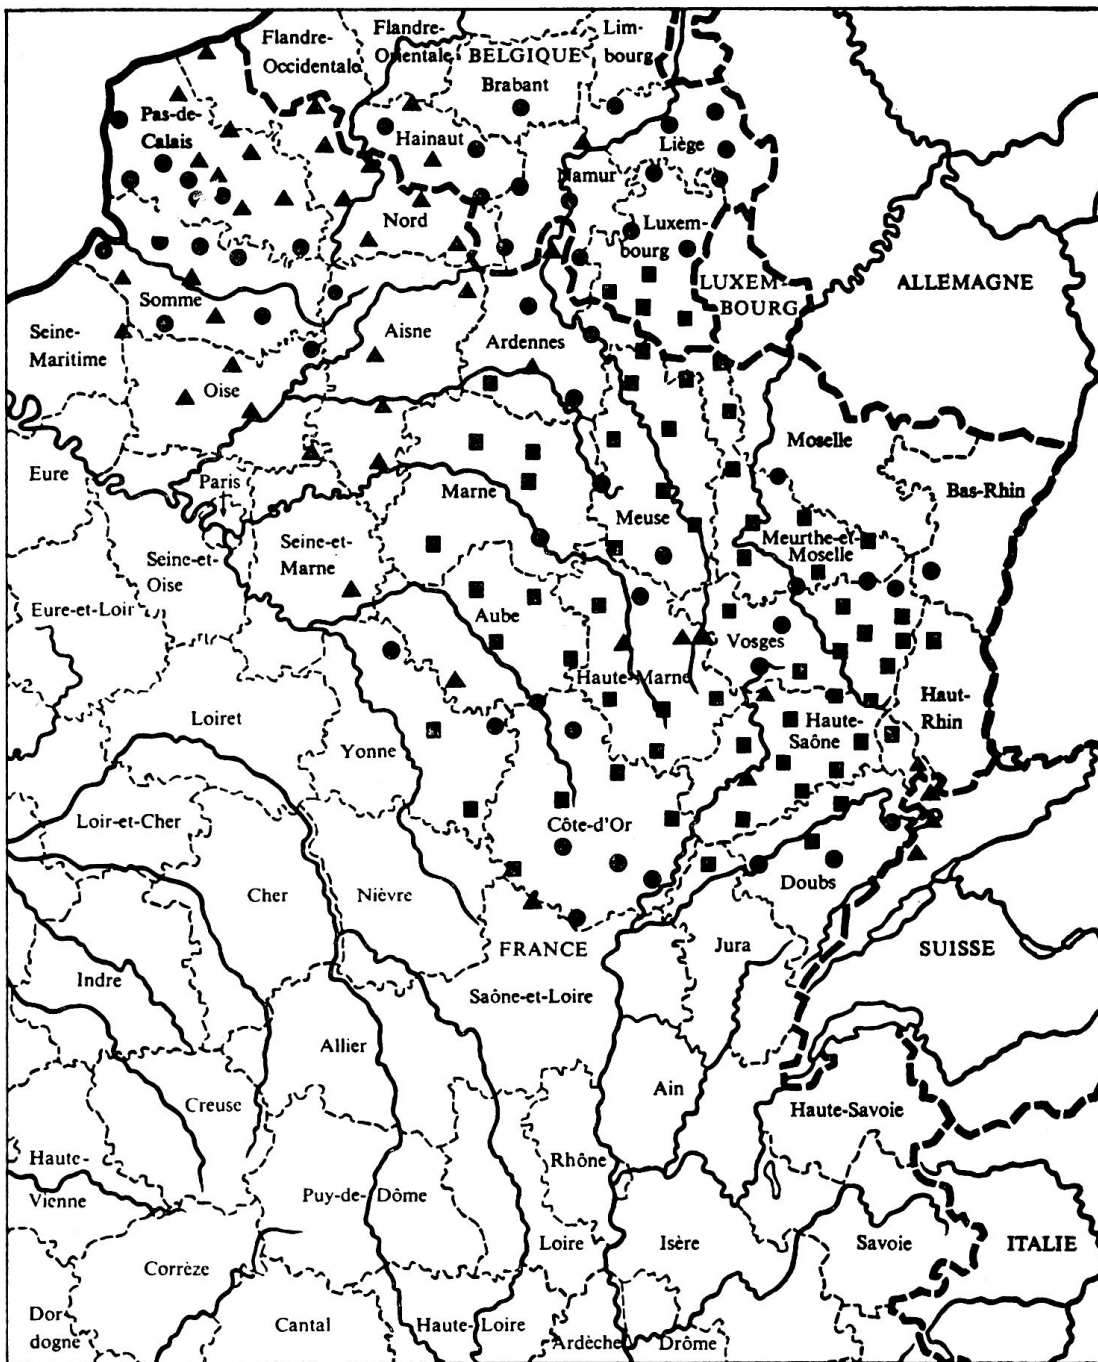 Flandre-
Occidentale
Flandre-
Orientale
BELGIQUE
Brabant
Lim-
bourg
Pas-de-
Calais
Hainaut
Liège
Namur
Nord
Luxem-
bourg
LUXEM-
BOURG
ALLEMAGNE
Somme
Seine-
Maritime
Aisne
Ardennes
Oise
Moselle
Eure
Paris
Marne
Bas-Rhin
Meuse
Seine-et-
Oise
Seine-et-
Marne
Meurthe-et-
Moselle
Eure-et-Loir
Aube
Vosges
Haute-Marne
Haut-
Rhin
Loiret
Yonne
Haute-
Saône
Loir-et-Cher
Côte-d'Or
Cher
Nièvre
Doubs
FRANCE
Jura
SUISSE
Indre
Saône-et-Loire
Allier
Ain
Creuse
Haute-Savoie
Haute-
Vienne
Rhône
Puy-de-Dôme
Loire
Isère
Savoie
ITALIE
Corrèze
Dor
dogne
Cantal
Haute-Loire
Ardèche
Drôme